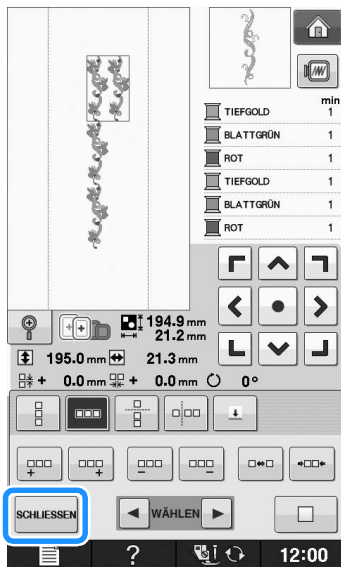 min
TIEFGOLD 1
BLATTGRÜN 1
ROT 1
TIEFGOLD 1
BLATTGRÜN 1
ROT 1
194.9 mm
21.2 mm
195.0 mm 21.3 mm
+ 0.0 mm + 0.0 mm 0°
SCHLIESSEN
WÄHLEN
? 12:00